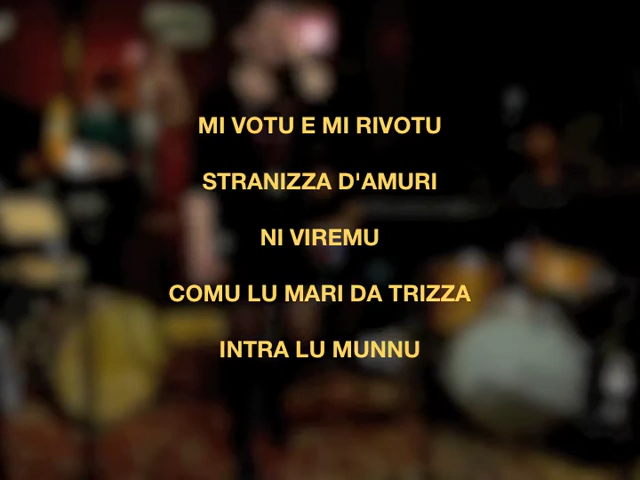 MI VOTU E MI RIVOTU
STRANIZZA D'AMURI
NI VIREMU
COMU LU MARI DA TRIZZA
INTRA LU MUNNU